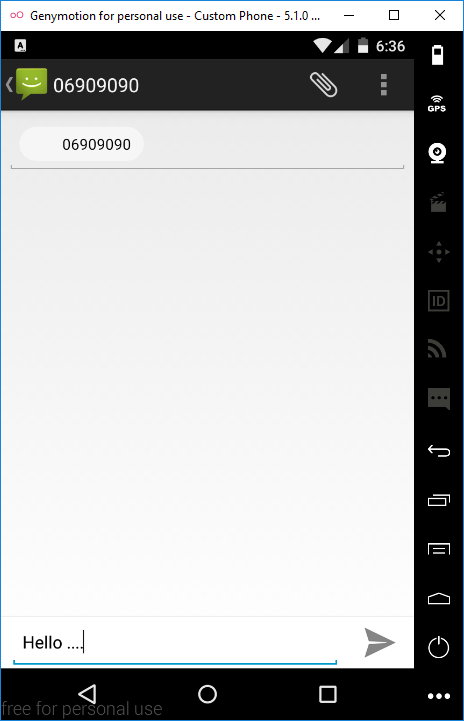 Genymotion for personal use - Custom Phone - 5.1.0 ...
A
6:36
06909090
GPS
06909090
ID
Hello ....
free for personal use